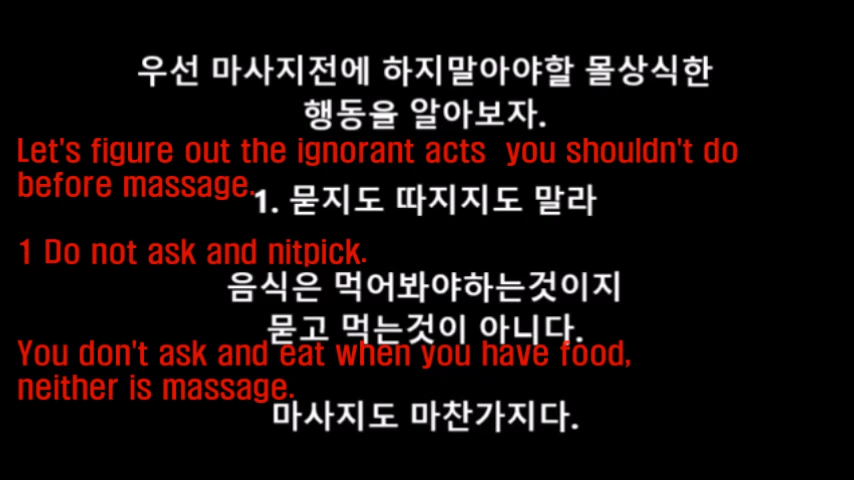 우선 마사지전에 하지말아야할 몰상식한
행동을 알아보자.
Let's figure out the ignorant acts  you shouldn't do
before massage.
1. 묻지도 따지지도 말라
1 Do not ask and nitpick.
음식은 먹어봐야하는것이지
묻고 먹는것이 아니다.
You don't ask and eat when you have food,
neither is massage.
마사지도 마찬가지다.